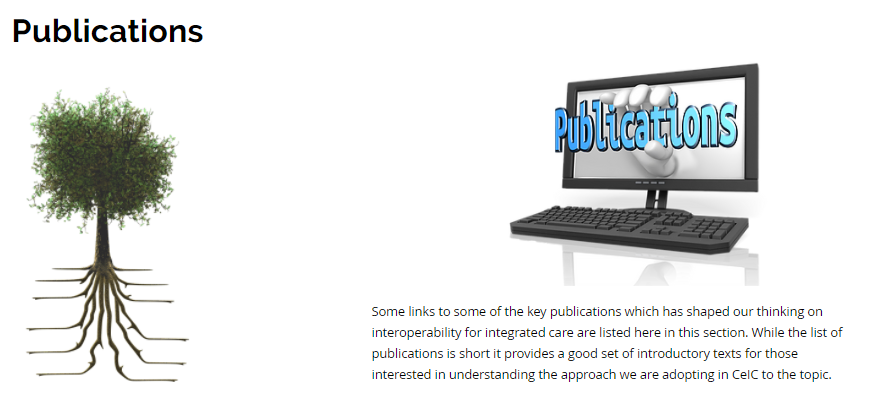 Publications
Publications
Some links to some of the key publications which has shaped our thinking on
interoperability for integrated care are listed here in this section. While the list of
publications is short it provides a good set of introductory texts for those
interested in understanding the approach we are adopting in CeIC to the topic.